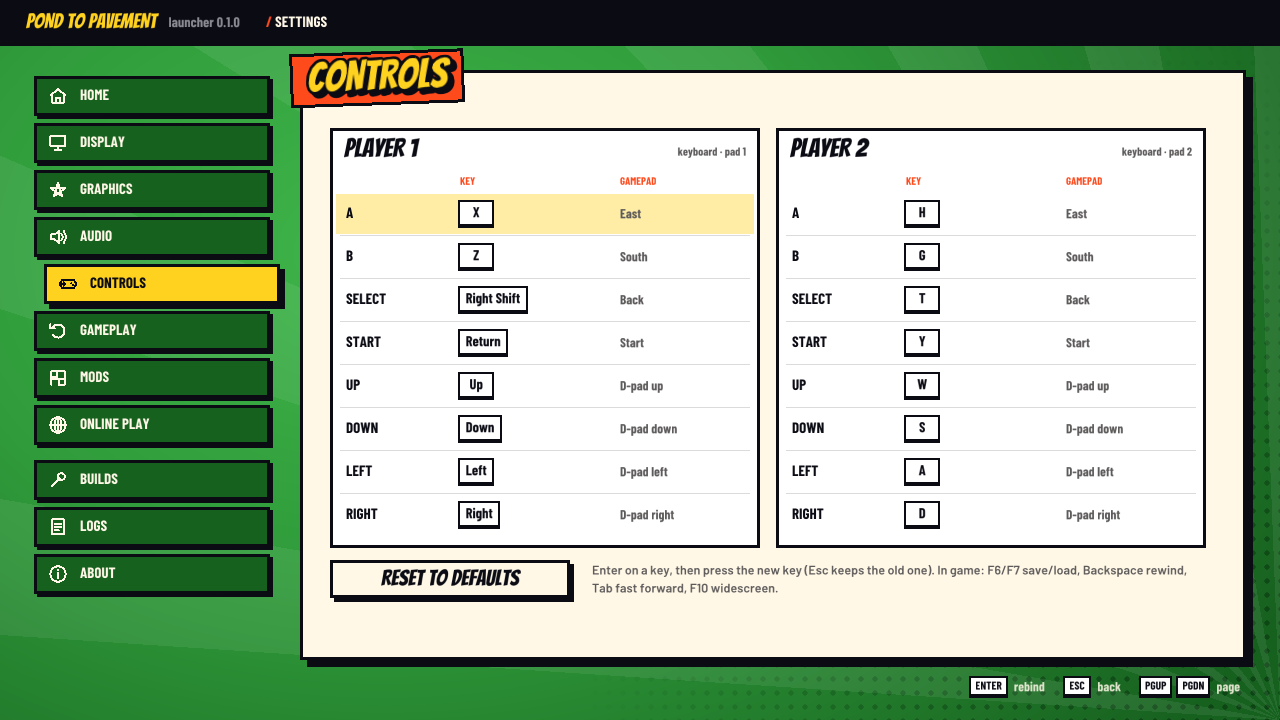 POND TO PAVEMENT launcher 0.1.0 / SETTINGS
HOME
DISPLAY
GRAPHICS
AUDIO
CONTROLS
GAMEPLAY
MODS
ONLINE PLAY
BUILDS
LOGS
ABOUT
CONTROLS
PLAYER 1 keyboard · pad 1
KEY GAMEPAD
A X East
B Z South
SELECT Right Shift Back
START Return Start
UP Up D-pad up
DOWN Down D-pad down
LEFT Left D-pad left
RIGHT Right D-pad right
PLAYER 2 keyboard · pad 2
KEY GAMEPAD
A H East
B G South
SELECT T Back
START Y Start
UP W D-pad up
DOWN S D-pad down
LEFT A D-pad left
RIGHT D D-pad right
RESET TO DEFAULTS
Enter on a key, then press the new key (Esc keeps the old one). In game: F6/F7 save/load, Backspace rewind,
Tab fast forward, F10 widescreen.
ENTER rebind ESC back PGUP PGDN page